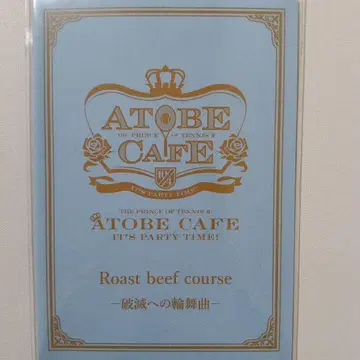 ATOBE
THE PRINCE OF TENNIS II
CAFE
IT'S PARTY TIME!
THE PRINCE OF TENNIS II
ATOBE CAFE
IT'S PARTY TIME!
Roast beef course
―破滅への輪舞曲―